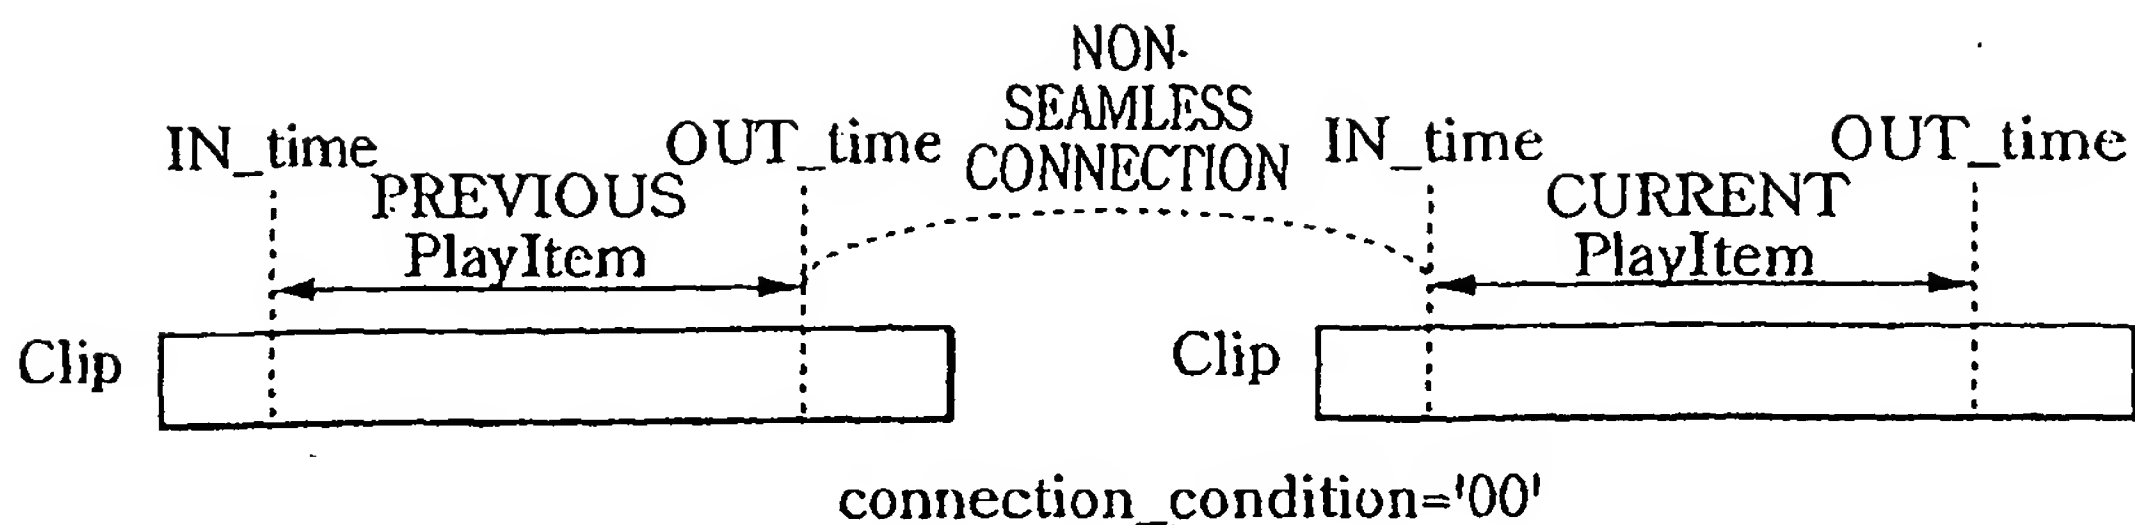 NON-
SEAMLESS
CONNECTION
IN_time
OUT_time
IN_time
OUT_time
PREVIOUS
PlayItem
CURRENT
PlayItem
Clip
Clip
connection_condition='00'